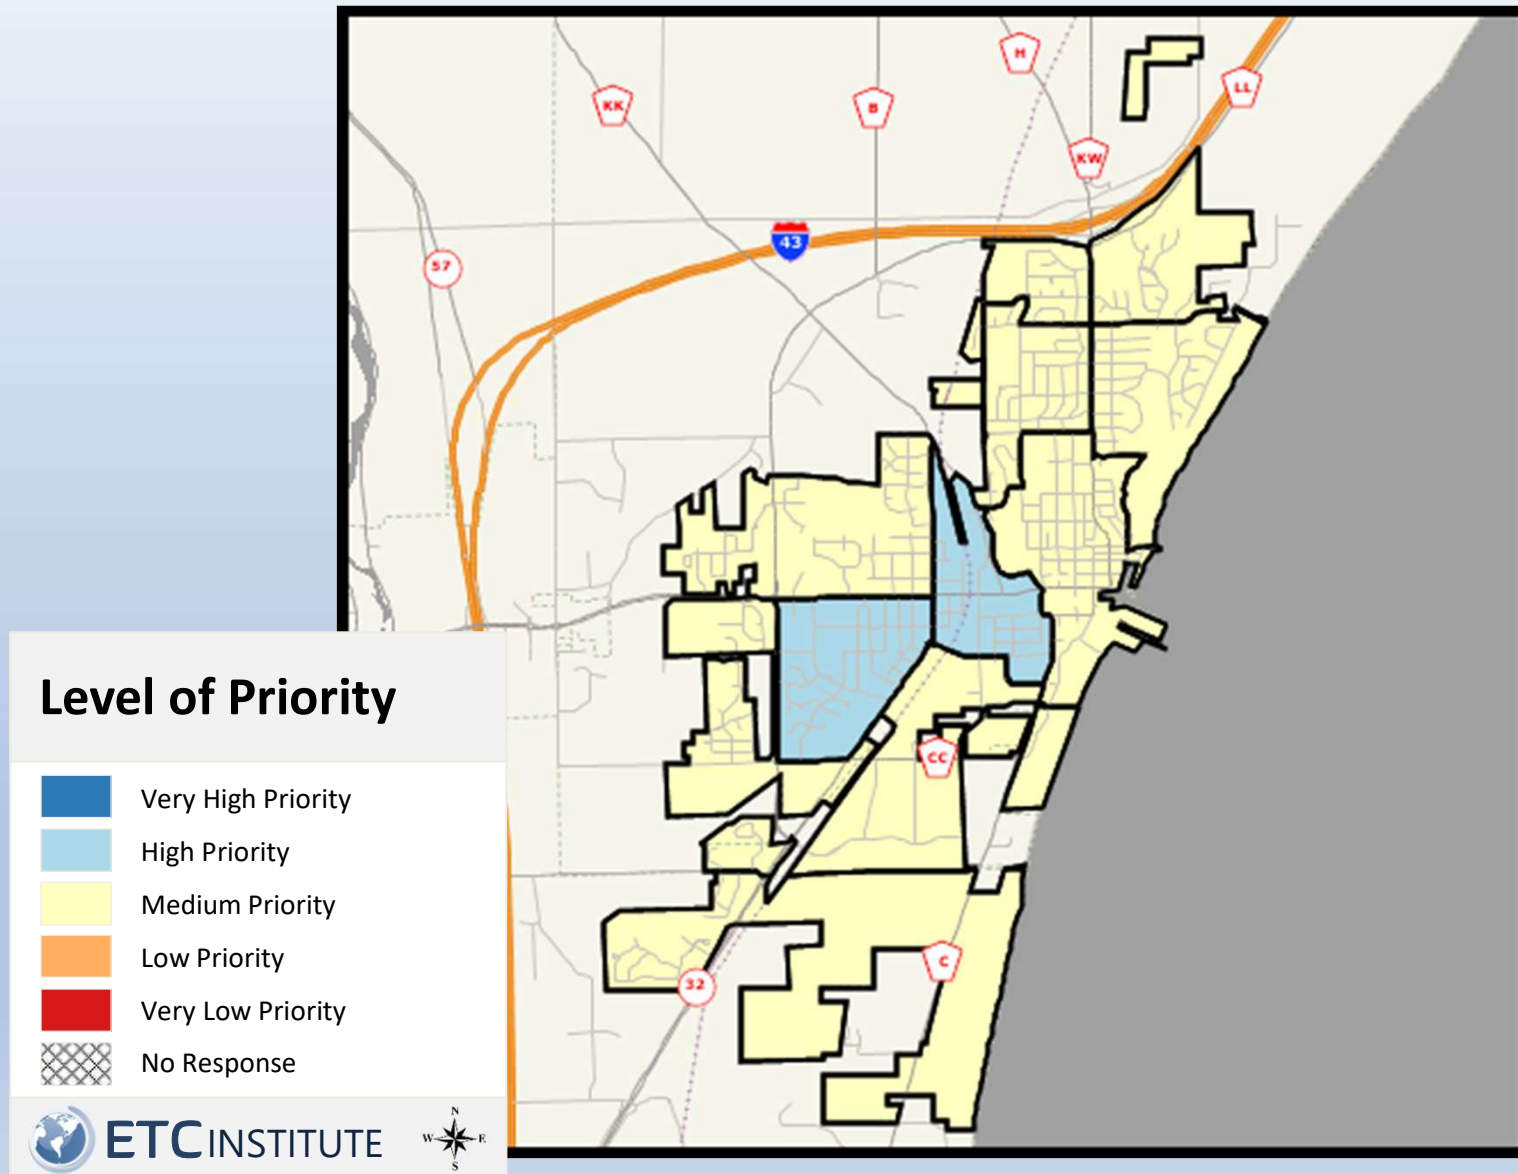 H
LL
KK
B
KW
43
57
CC
C
32
Level of Priority
Very High Priority
High Priority
Medium Priority
Low Priority
Very Low Priority
No Response
ETC INSTITUTE
N
W E
S